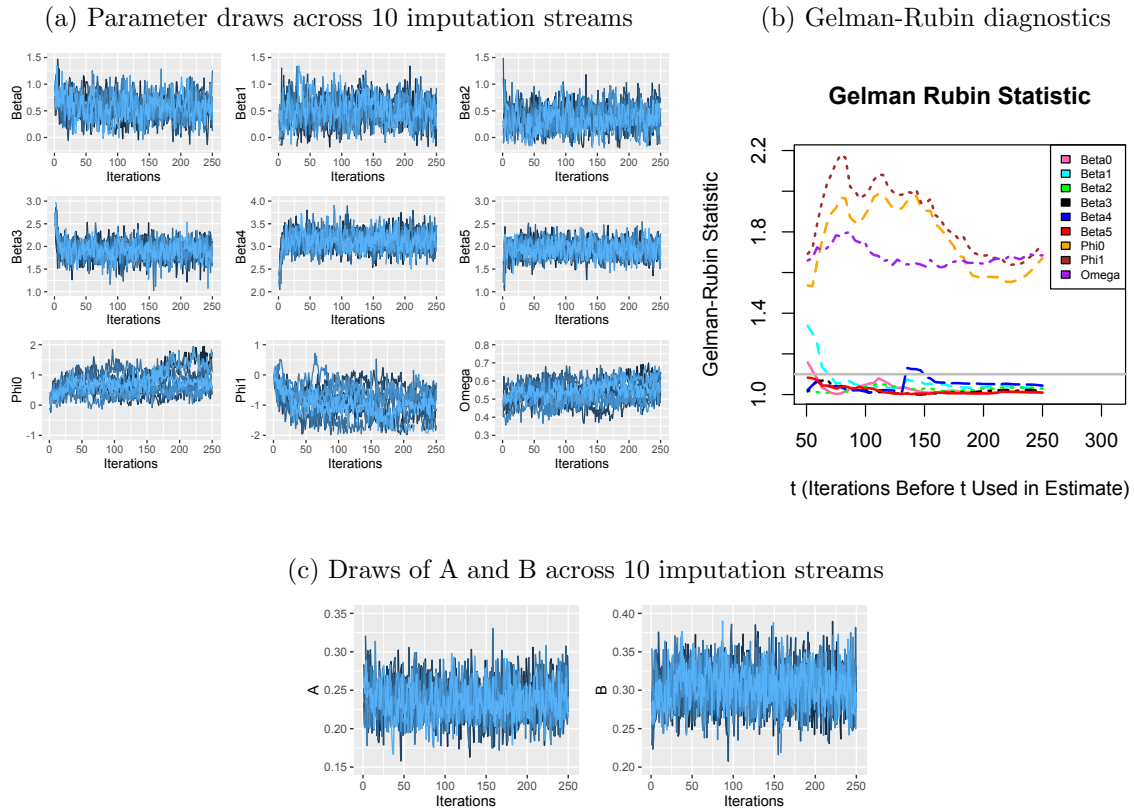 (a) Parameter draws across 10 imputation streams
Beta0
1.5
1.0
0.5
0.0
0 50 100 150 200 250
Iterations
Beta1
1.5
1.0
0.5
0.0
0 50 100 150 200 250
Iterations
Beta2
1.5
1.0
0.5
0.0
0 50 100 150 200 250
Iterations
Beta3
3.0
2.5
2.0
1.5
1.0
0 50 100 150 200 250
Iterations
Beta4
4.0
3.5
3.0
2.5
2.0
0 50 100 150 200 250
Iterations
Beta5
3.0
2.5
2.0
1.5
1.0
0 50 100 150 200 250
Iterations
Phi0
2
1
0
-1
0 50 100 150 200 250
Iterations
Phi1
1
0
-1
-2
0 50 100 150 200 250
Iterations
Omega
0.8
0.7
0.6
0.5
0.4
0.3
0 50 100 150 200 250
Iterations
(b) Gelman-Rubin diagnostics
Gelman Rubin Statistic
Gelman-Rubin Statistic
2.2
1.8
1.4
1.0
50 100 150 200 250 300
t (Iterations Before t Used in Estimate)
Beta0
Beta1
Beta2
Beta3
Beta4
Beta5
Phi0
Phi1
Omega
(c) Draws of A and B across 10 imputation streams
A
0.35
0.30
0.25
0.20
0.15
0 50 100 150 200 250
Iterations
B
0.40
0.35
0.30
0.25
0.20
0 50 100 150 200 250
Iterations